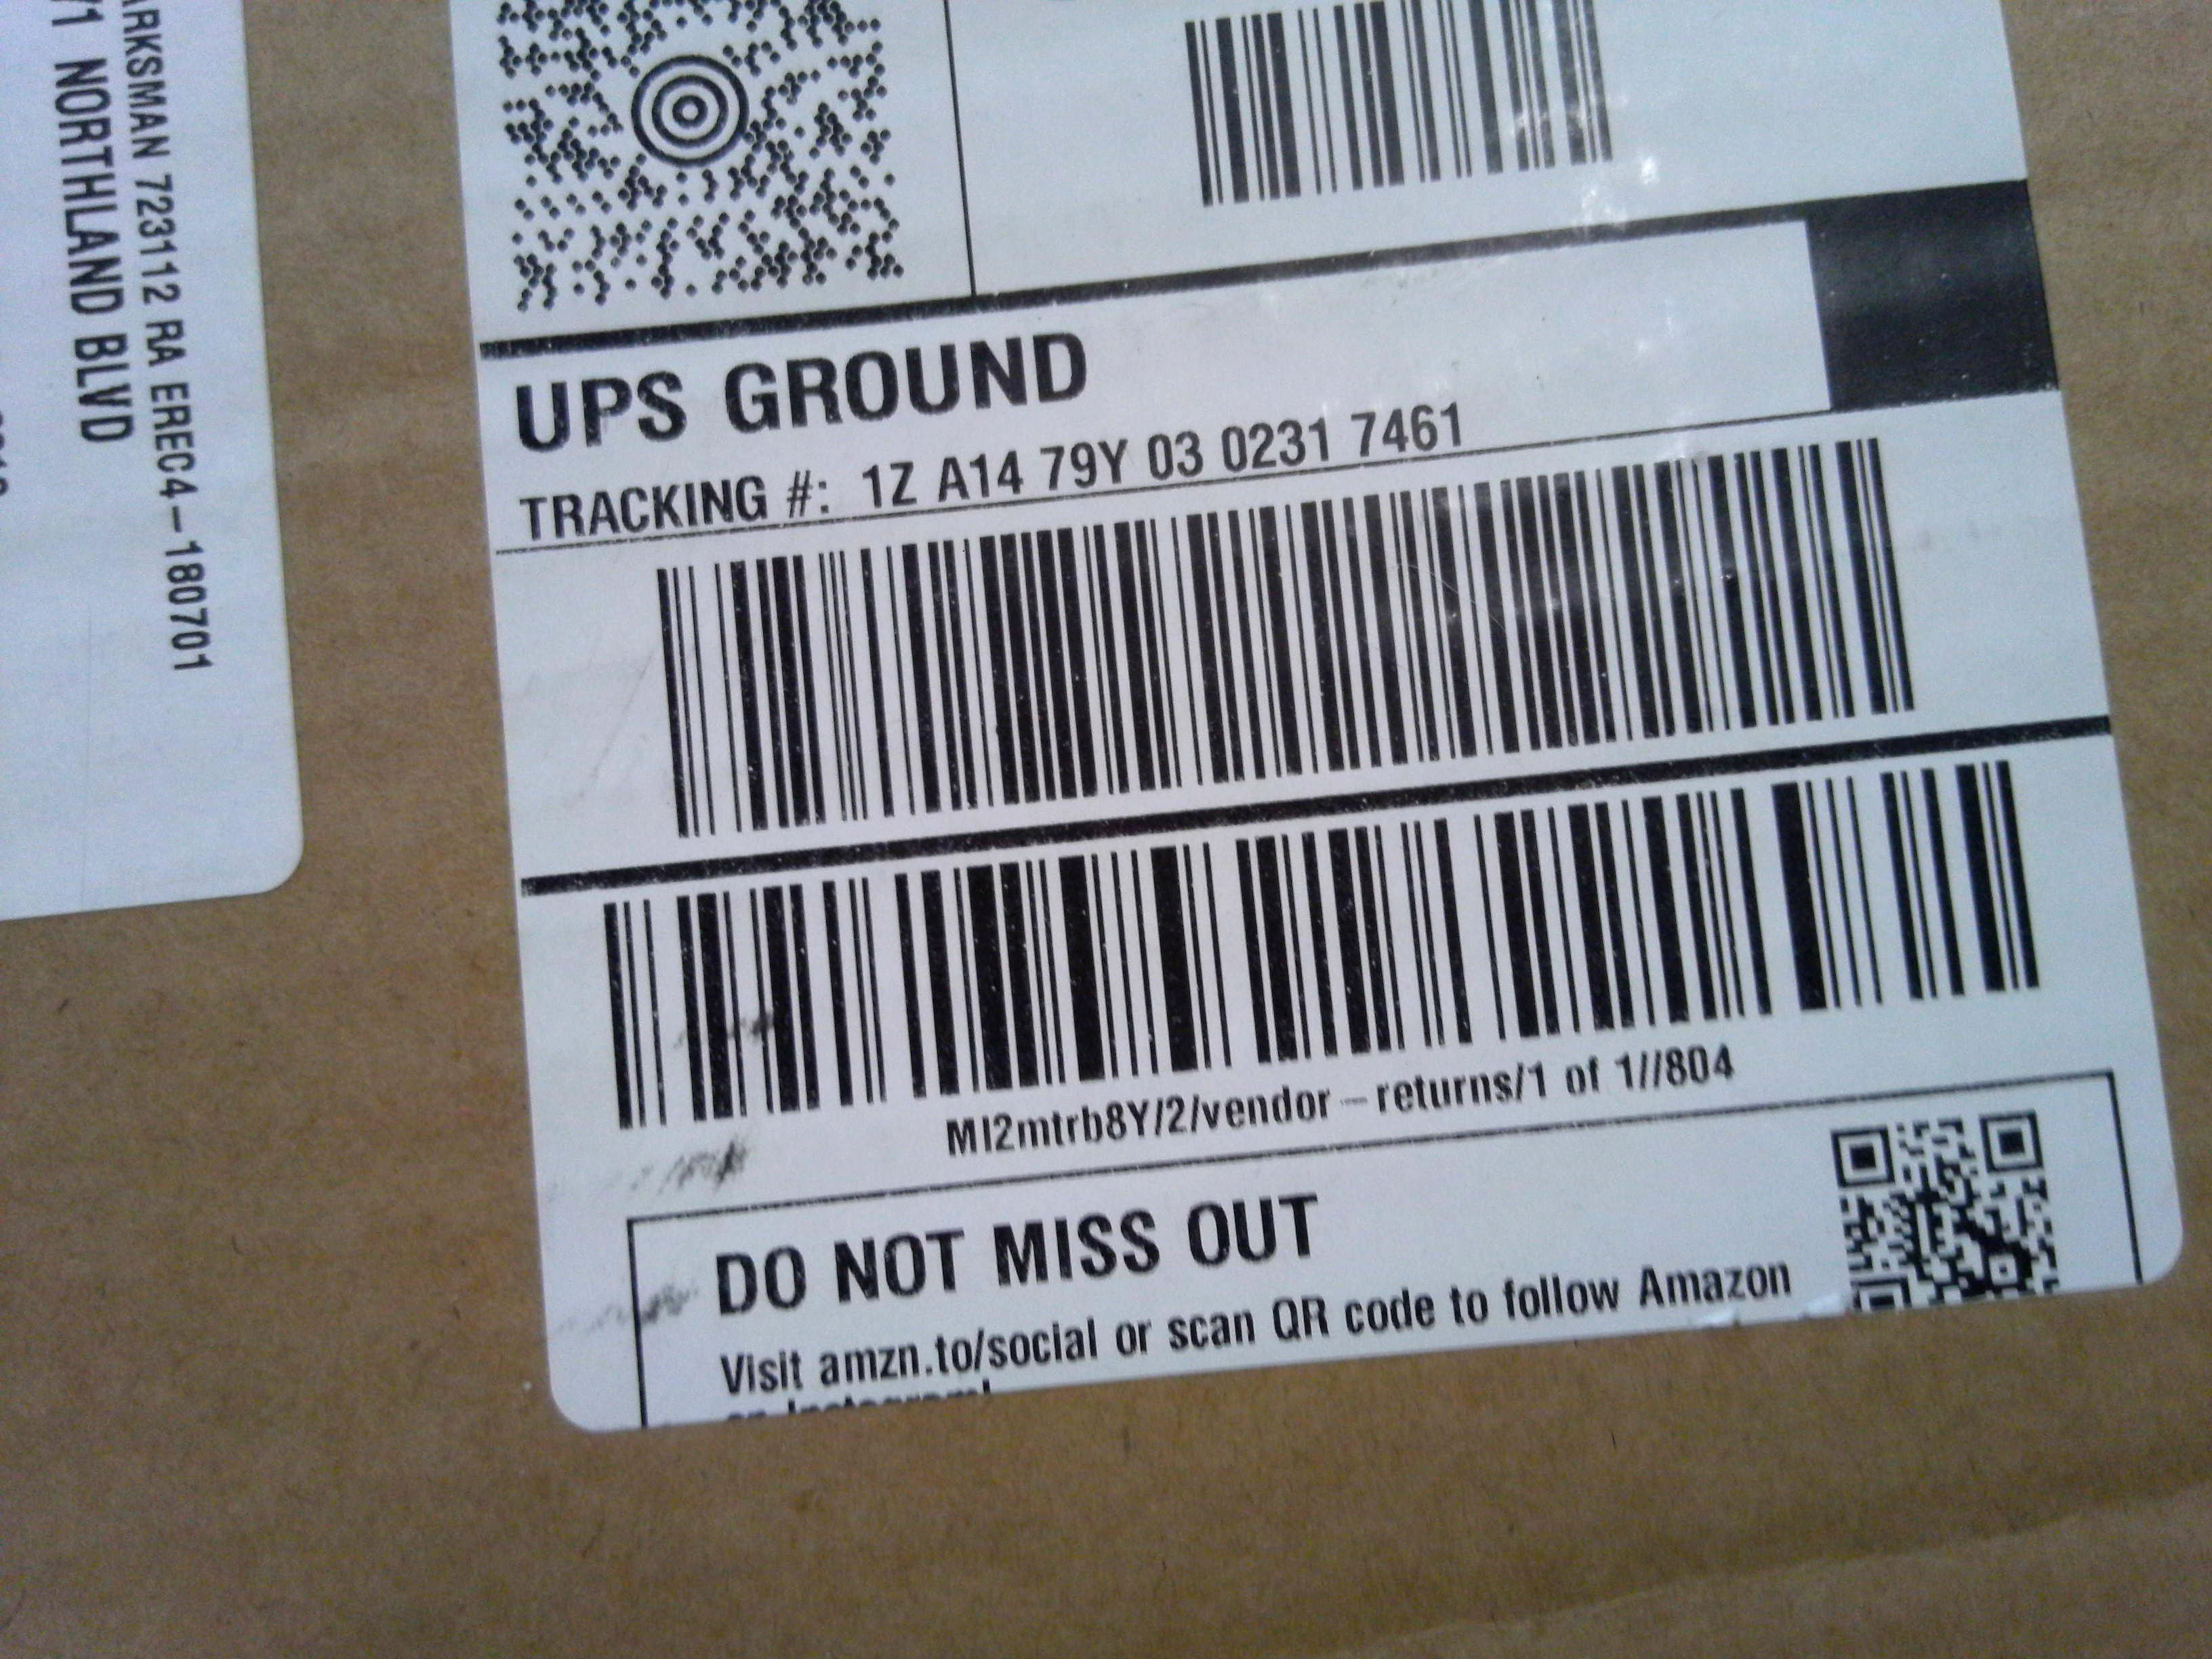 NORTHLAND BLVD
723112 RA EREC4-180701
UPS GROUND
TRACKING #: 1Z A14 79Y 03 0231 7461
MI2mtrb8Y/2/vendor-returns/1 of 1//804
DO NOT MISS OUT
Visit amzn.to/social or scan QR code to follow Amazon